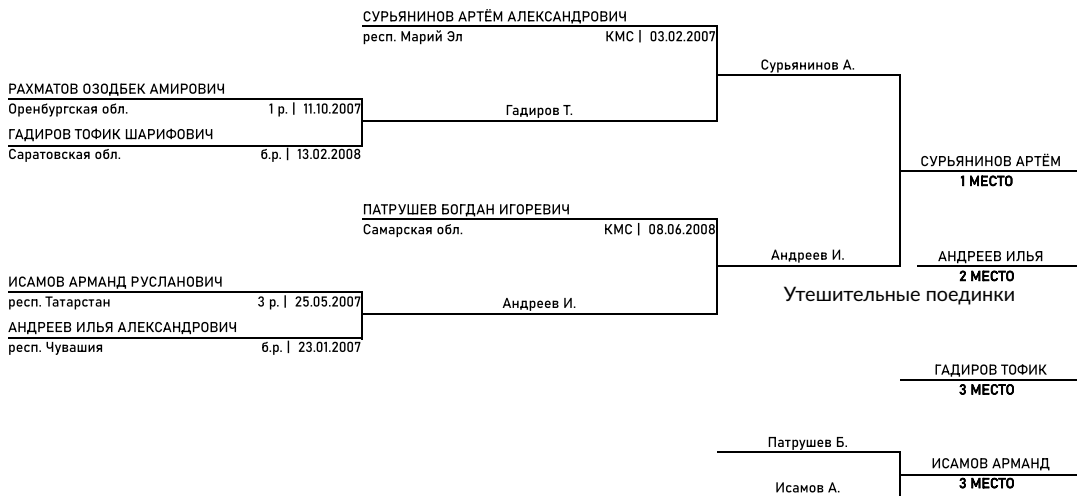 СУРЬЯНИНОВ АРТЁМ АЛЕКСАНДРОВИЧ
респ. Марий Эл КМС | 03.02.2007
Сурьянинов А.
РАХМАТОВ ОЗОДБЕК АМИРОВИЧ
Оренбургская обл. 1 р. | 11.10.2007
Гадиров Т.
ГАДИРОВ ТОФИК ШАРИФОВИЧ
Саратовская обл. б.р. | 13.02.2008
СУРЬЯНИНОВ АРТЁМ
1 МЕСТО
ПАТРУШЕВ БОГДАН ИГОРЕВИЧ
Самарская обл. КМС | 08.06.2008
Андреев И.
АНДРЕЕВ ИЛЬЯ
2 МЕСТО
ИСАМОВ АРМАНД РУСЛАНОВИЧ
респ. Татарстан 3 р. | 25.05.2007
Андреев И.
АНДРЕЕВ ИЛЬЯ АЛЕКСАНДРОВИЧ
респ. Чувашия б.р. | 23.01.2007
Утешительные поединки
ГАДИРОВ ТОФИК
3 МЕСТО
Патрушев Б.
ИСАМОВ АРМАНД
3 МЕСТО
Исамов А.